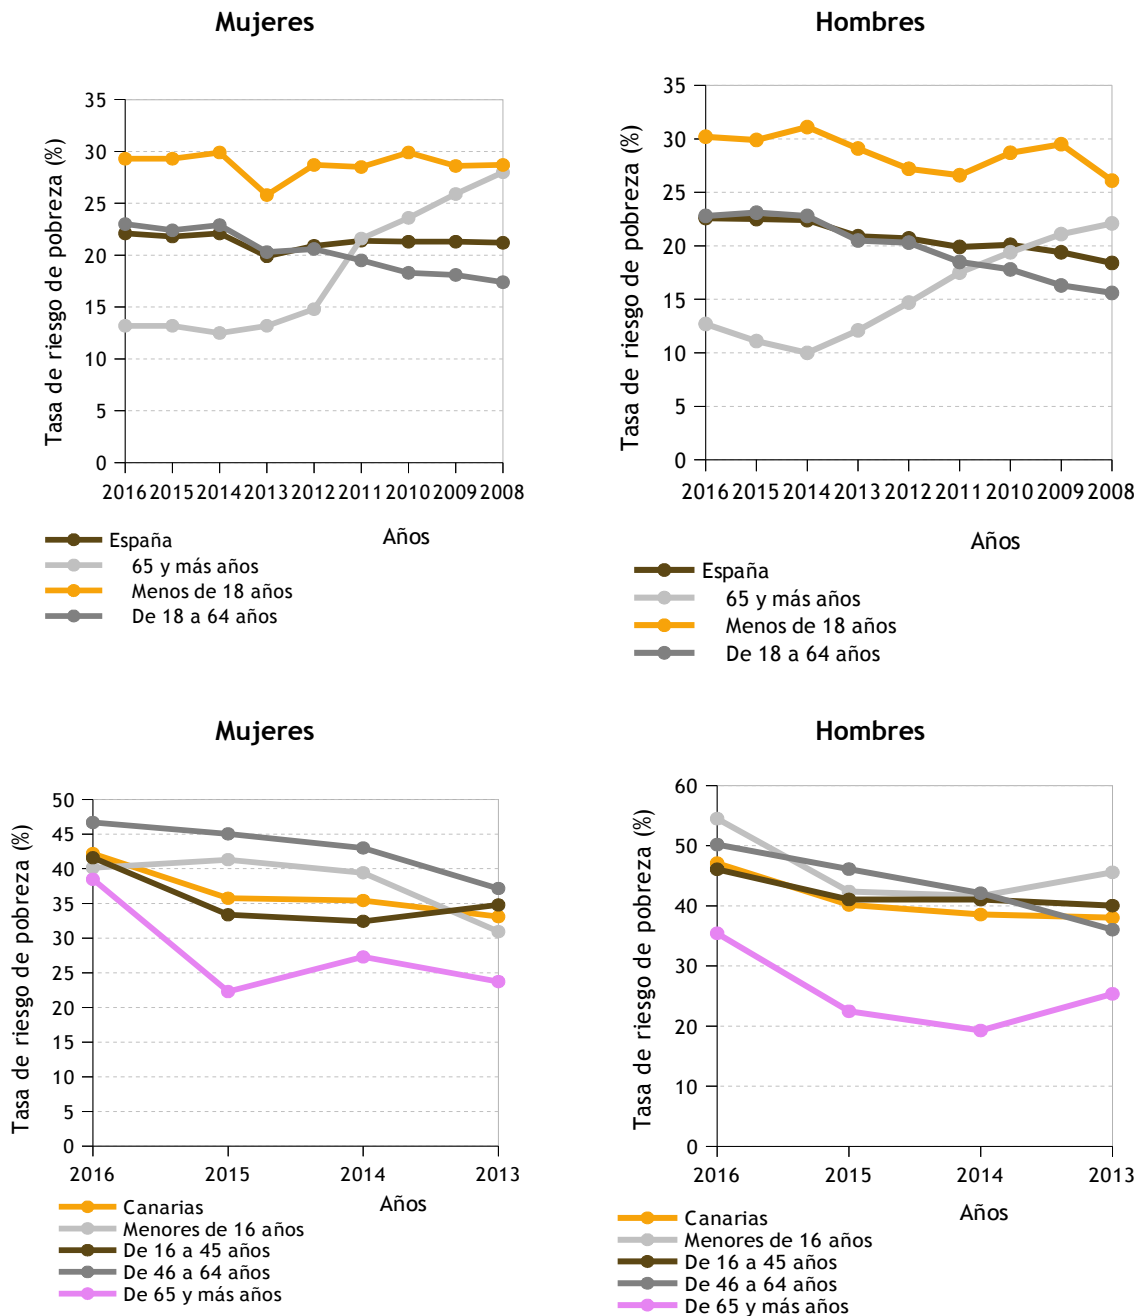 Mujeres
Tasa de riesgo de pobreza (%)
35
30
25
20
15
10
5
0
2016 2015 2014 2013 2012 2011 2010 2009 2008
Años
España
65 y más años
Menos de 18 años
De 18 a 64 años
Hombres
Tasa de riesgo de pobreza (%)
35
30
25
20
15
10
5
0
2016 2015 2014 2013 2012 2011 2010 2009 2008
Años
España
65 y más años
Menos de 18 años
De 18 a 64 años
Mujeres
Tasa de riesgo de pobreza (%)
50
45
40
35
30
25
20
15
10
5
0
2016 2015 2014 2013
Años
Canarias
Menores de 16 años
De 16 a 45 años
De 46 a 64 años
De 65 y más años
Hombres
Tasa de riesgo de pobreza (%)
60
50
40
30
20
10
0
2016 2015 2014 2013
Años
Canarias
Menores de 16 años
De 16 a 45 años
De 46 a 64 años
De 65 y más años